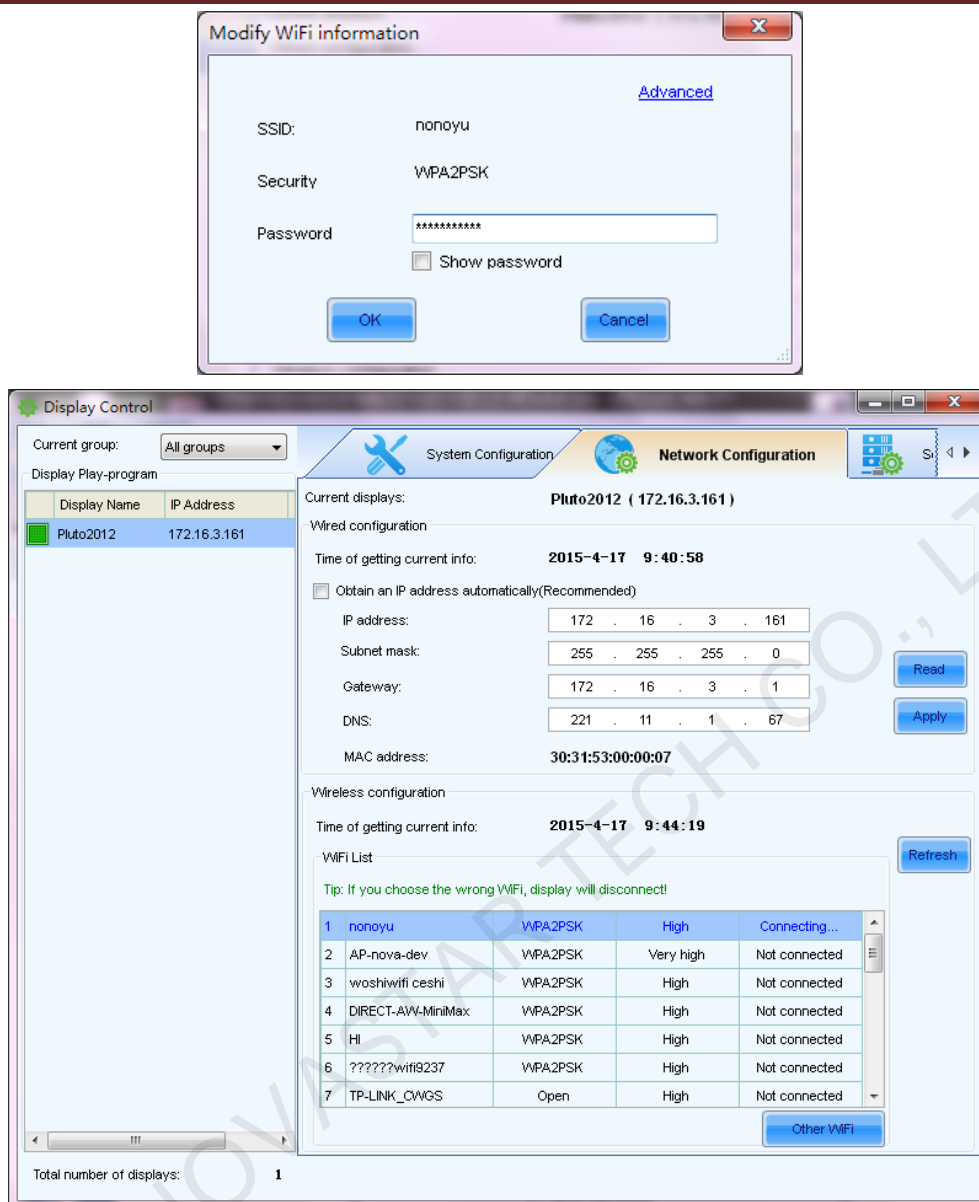 Modify WiFi information
Advanced
SSID: nonoyu
Security WPA2PSK
Password ***********
Show password
OK Cancel
Display Control
Current group: All groups
System Configuration Network Configuration
Display Play-program
Display Name IP Address
Pluto2012 172.16.3.161
Current displays: Pluto2012 ( 172.16.3.161 )
Wired configuration
Time of getting current info: 2015-4-17 9:40:58
Obtain an IP address automatically(Recommended)
IP address: 172 . 16 . 3 . 161
Subnet mask: 255 . 255 . 255 . 0
Read
Gateway: 172 . 16 . 3 . 1
DNS: 221 . 11 . 1 . 67
Apply
MAC address: 30:31:53:00:00:07
Wireless configuration
Time of getting current info: 2015-4-17 9:44:19
Refresh
WiFi List
Tip: If you choose the wrong WiFi, display will disconnect!
1 nonoyu WPA2PSK High Connecting...
2 AP-nova-dev WPA2PSK Very high Not connected
3 woshiwifi ceshi WPA2PSK High Not connected
4 DIRECT-AW-MiniMax WPA2PSK High Not connected
5 HI WPA2PSK High Not connected
6 ??????wifi9237 WPA2PSK High Not connected
7 TP-LINK_CWGS Open High Not connected
Other WiFi
Total number of displays: 1
NOVASTAR TECH CO., LT